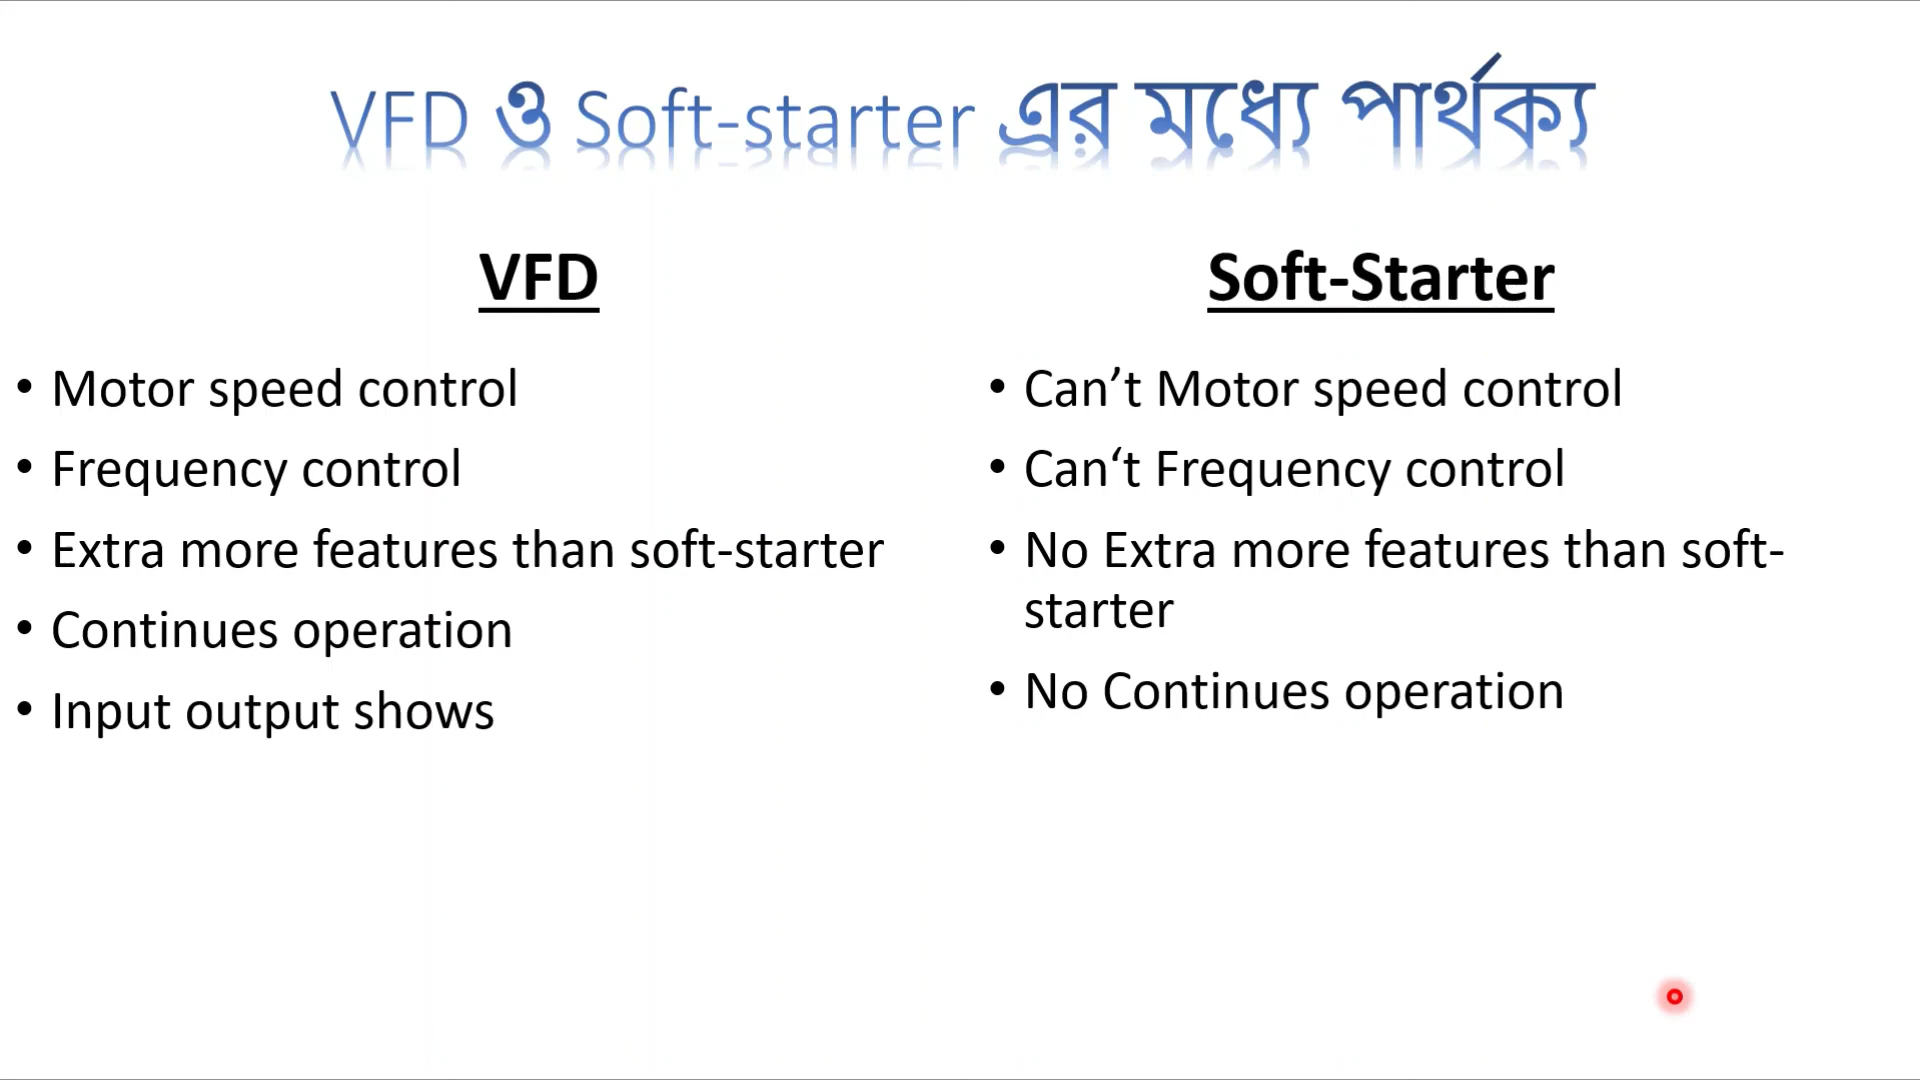 VFD ও Soft-starter এর মধ্যে পার্থক্য
VFD
• Motor speed control
• Frequency control
• Extra more features than soft-starter
• Continues operation
• Input output shows
Soft-Starter
• Can’t Motor speed control
• Can‘t Frequency control
• No Extra more features than soft-
starter
• No Continues operation